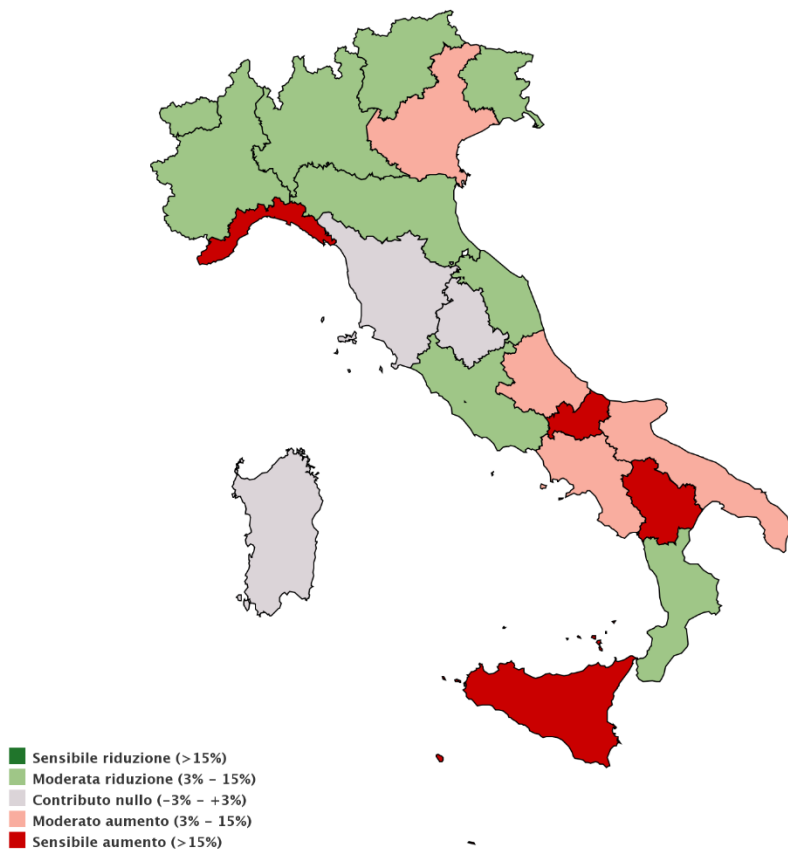 Sensibile riduzione (>15%)
Moderata riduzione (3% - 15%)
Contributo nullo (-3% - +3%)
Moderato aumento (3% - 15%)
Sensibile aumento (>15%)